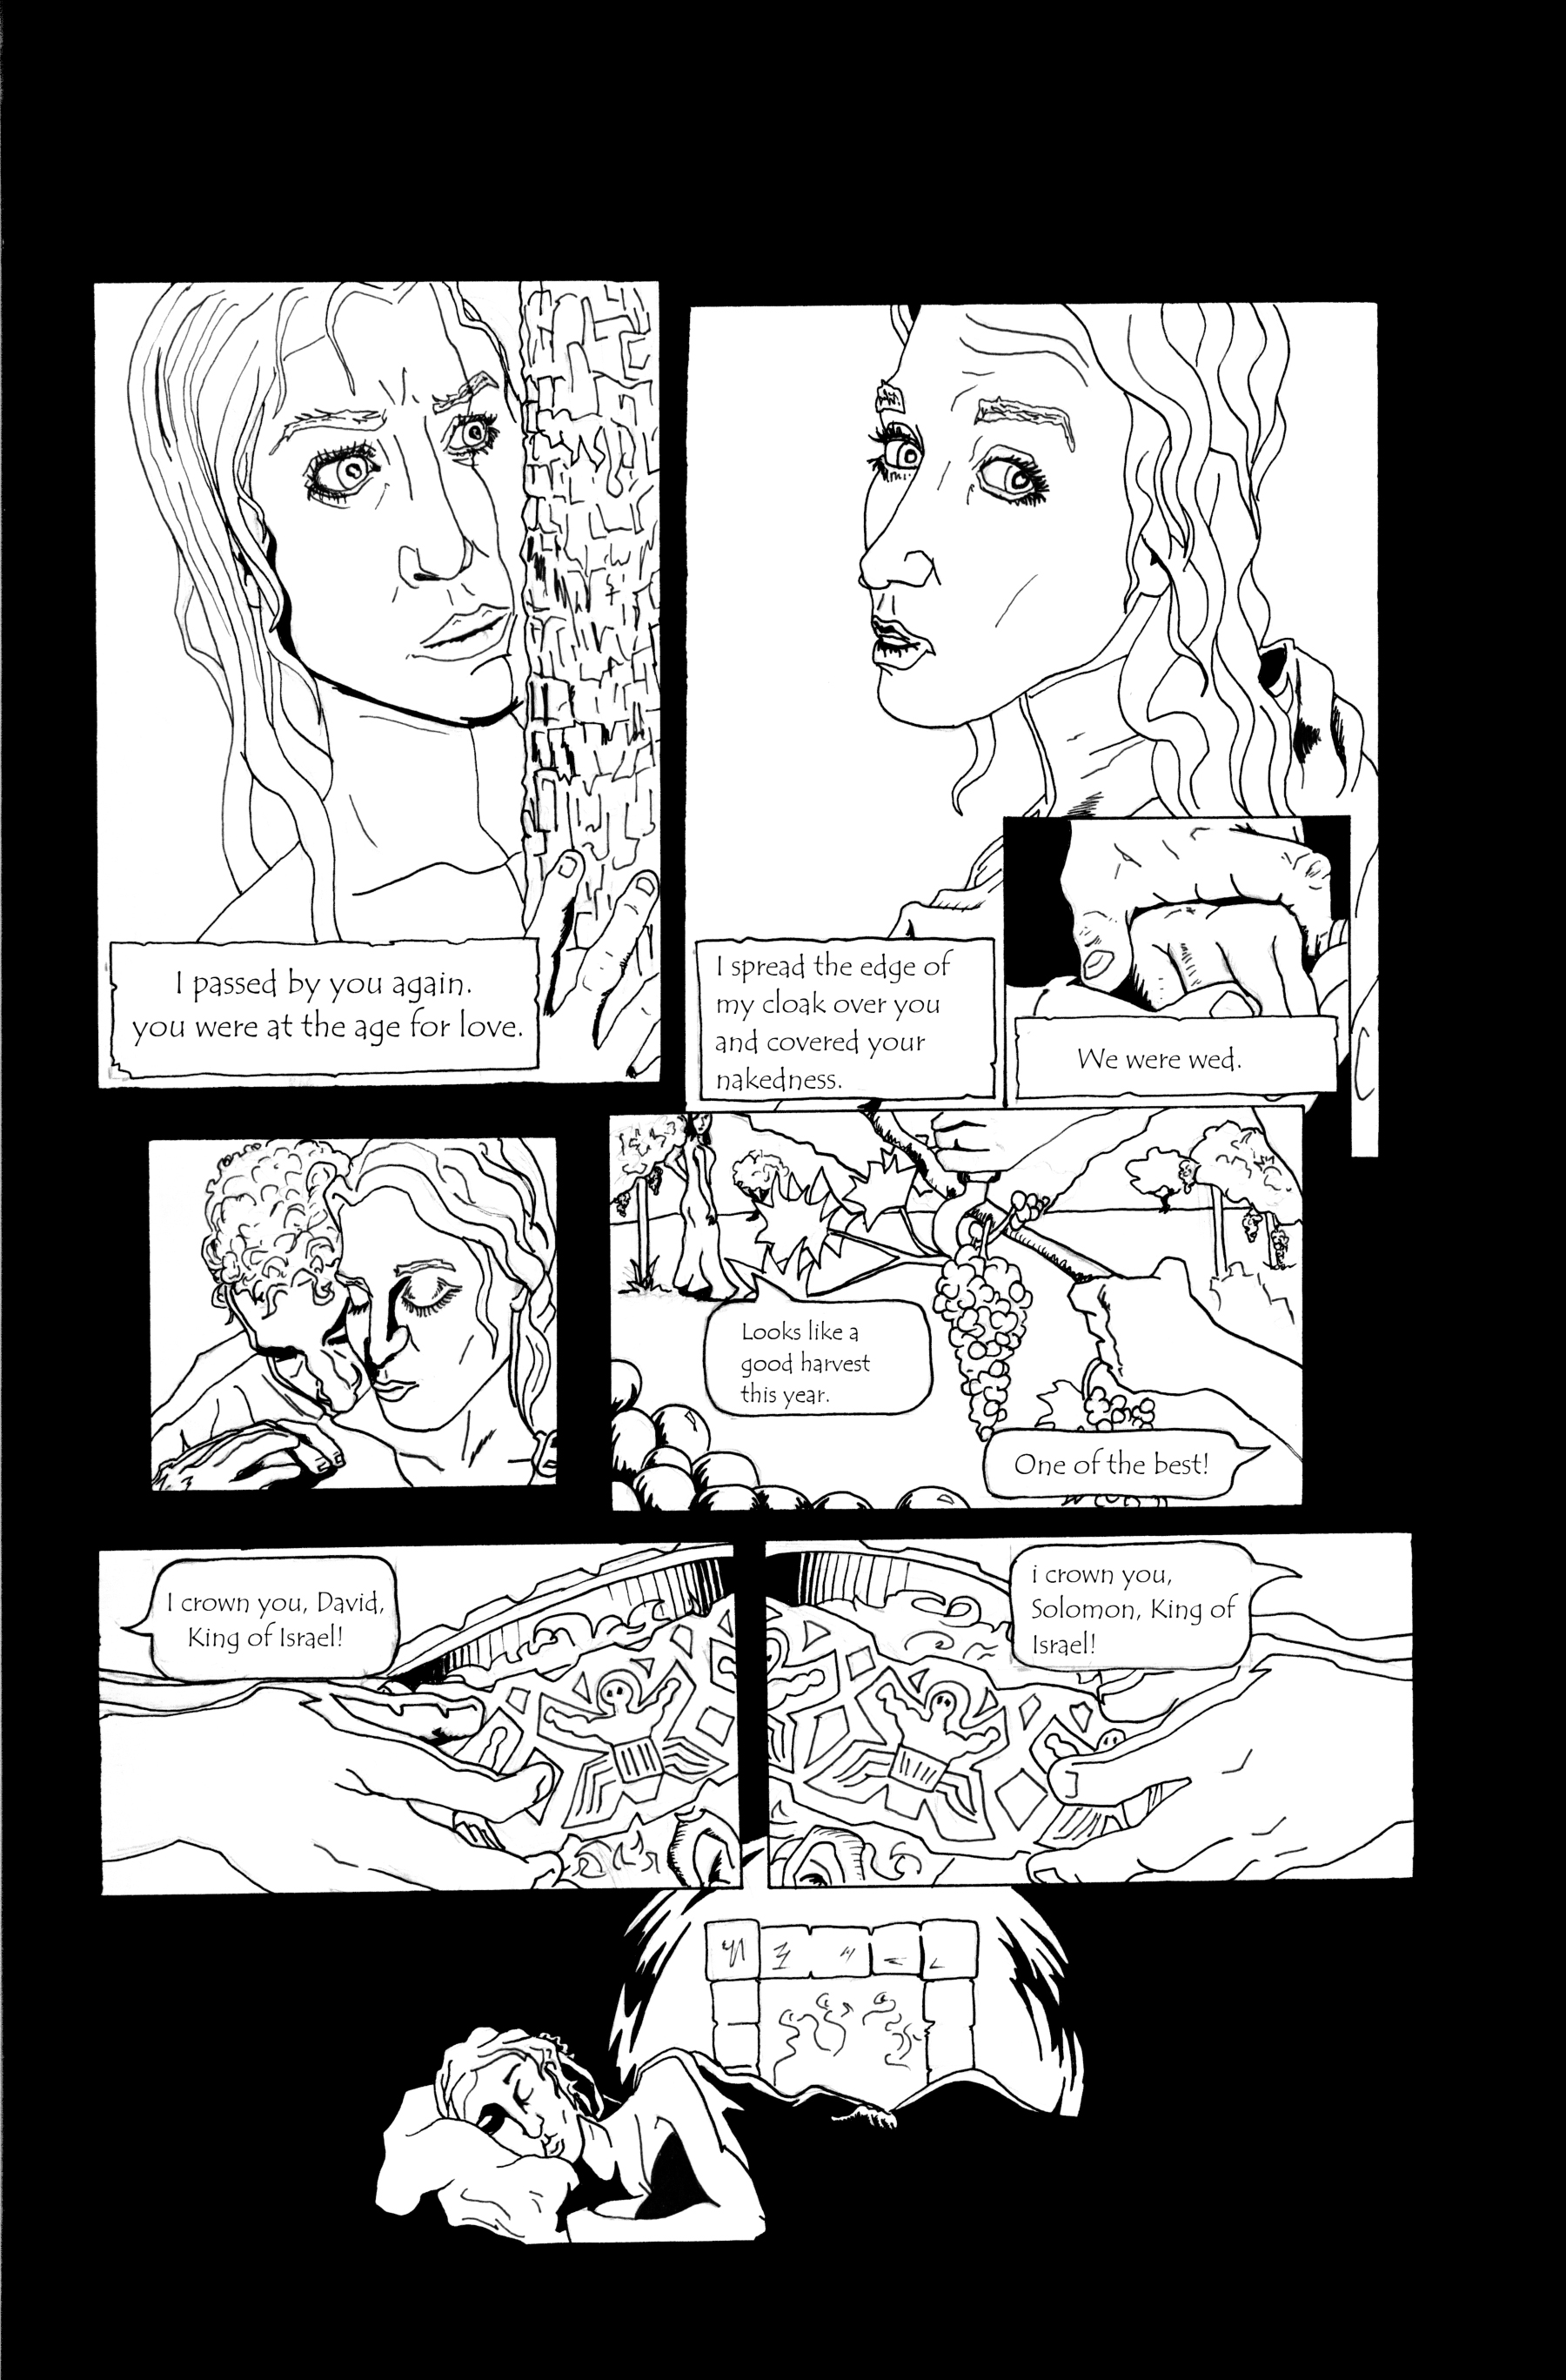 I passed by you again.
you were at the age for love.
I spread the edge of
my cloak over you
and covered your
nakedness.
We were wed.
Looks like a
good harvest
this year.
One of the best!
I crown you, David,
King of Israel!
i crown you,
Solomon, King of
Israel!